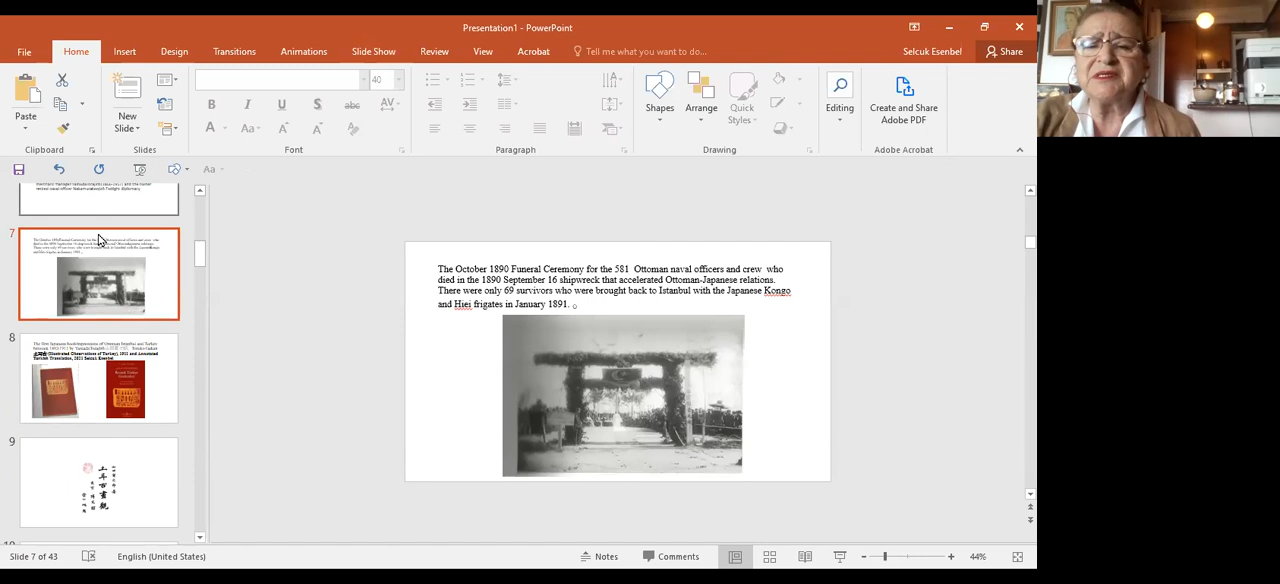 Presentation1 - PowerPoint
File
Home
Insert
Design
Transitions
Animations
Slide Show
Review
View
Acrobat
Tell me what you want to do...
Selcuk Esenbel
Share
40
Paste
New
Slide
B I U S abc AV
A Aa A A
Shapes
Arrange
Quick
Styles
Editing
Create and Share
Adobe PDF
Clipboard
Slides
Font
Paragraph
Drawing
Adobe Acrobat
Aa
7
8
9
The October 1890 Funeral Ceremony for the 581 Ottoman naval officers and crew who
died in the 1890 September 16 shipwreck that accelerated Ottoman-Japanese relations.
There were only 69 survivors who were brought back to Istanbul with the Japanese Kongo
and Hiei frigates in January 1891. 。
Slide 7 of 43
English (United States)
Notes
Comments
44%